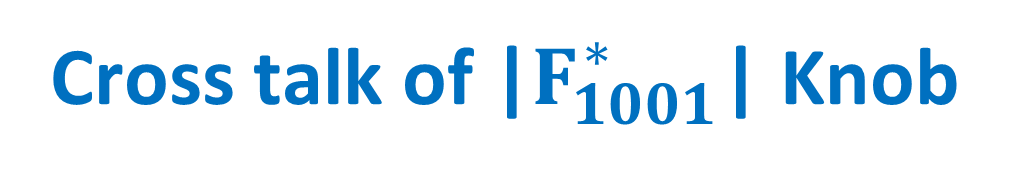 Cross talk of |F*1001| Knob